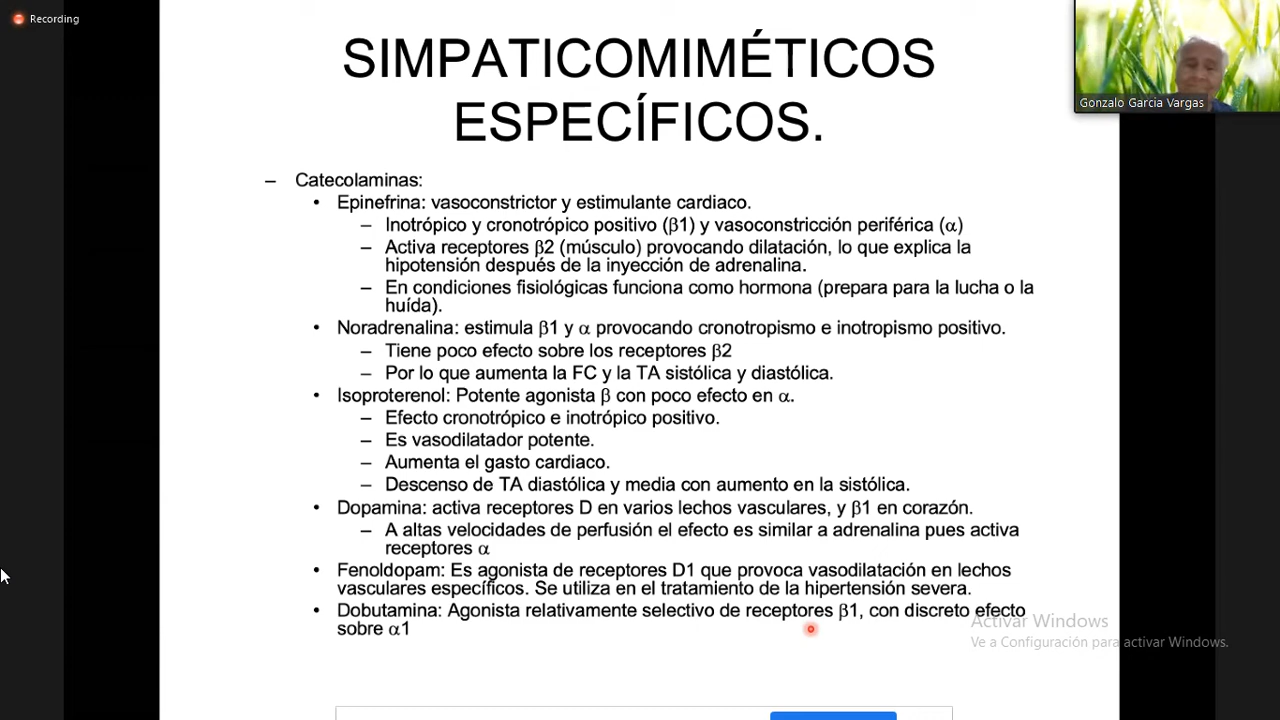 Recording
SIMPATICOMIMÉTICOS
ESPECÍFICOS.
Gonzalo Garcia Vargas
– Catecolaminas:
• Epinefrina: vasoconstrictor y estimulante cardiaco.
– Inotrópico y cronotrópico positivo (β1) y vasoconstricción periférica (α)
– Activa receptores β2 (músculo) provocando dilatación, lo que explica la
hipotensión después de la inyección de adrenalina.
– En condiciones fisiológicas funciona como hormona (prepara para la lucha o la
huída).
• Noradrenalina: estimula β1 y α provocando cronotropismo e inotropismo positivo.
– Tiene poco efecto sobre los receptores β2
– Por lo que aumenta la FC y la TA sistólica y diastólica.
• Isoproterenol: Potente agonista β con poco efecto en α.
– Efecto cronotrópico e inotrópico positivo.
– Es vasodilatador potente.
– Aumenta el gasto cardiaco.
– Descenso de TA diastólica y media con aumento en la sistólica.
• Dopamina: activa receptores D en varios lechos vasculares, y β1 en corazón.
– A altas velocidades de perfusión el efecto es similar a adrenalina pues activa
receptores α
• Fenoldopam: Es agonista de receptores D1 que provoca vasodilatación en lechos
vasculares específicos. Se utiliza en el tratamiento de la hipertensión severa.
• Dobutamina: Agonista relativamente selectivo de receptores β1, con discreto efecto
sobre α1
Activar Windows
Ve a Configuración para activar Windows.